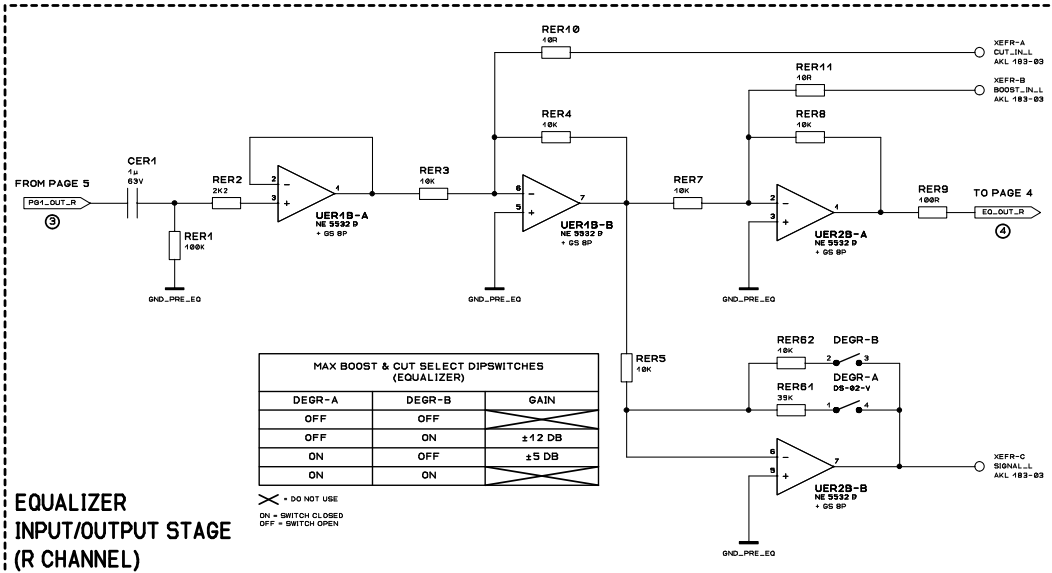 RER10
10R
XEFR-A
CUT_IN_L
AKL 183-03
RER11
10R
XEFR-B
BOOST_IN_L
AKL 183-03
RER4
10K
RER8
10K
FROM PAGE 5
PG1_OUT_R
3
CER1
1µ
63V
RER2
2K2
RER1
100K
GND_PRE_EQ
2
-
3
+
1
UER1B-A
NE 5532 D
+ GS 8P
RER3
10K
6
-
5
+
7
UER1B-B
NE 5532 D
+ GS 8P
GND_PRE_EQ
RER7
10K
2
-
3
+
1
UER2B-A
NE 5532 D
+ GS 8P
GND_PRE_EQ
RER9
100R
TO PAGE 4
EQ_OUT_R
4
RER5
10K
RER62
10K
DEGR-B
2
3
RER61
39K
DEGR-A
DS-02-V
1
4
6
-
5
+
7
UER2B-B
NE 5532 D
+ GS 8P
GND_PRE_EQ
XEFR-C
SIGNAL_L
AKL 183-03
MAX BOOST & CUT SELECT DIPSWITCHES
(EQUALIZER)
DEGR-A DEGR-B GAIN
OFF OFF
OFF ON ±12 DB
ON OFF ±5 DB
ON ON
= DO NOT USE
ON = SWITCH CLOSED
OFF = SWITCH OPEN
EQUALIZER
INPUT/OUTPUT STAGE
(R CHANNEL)